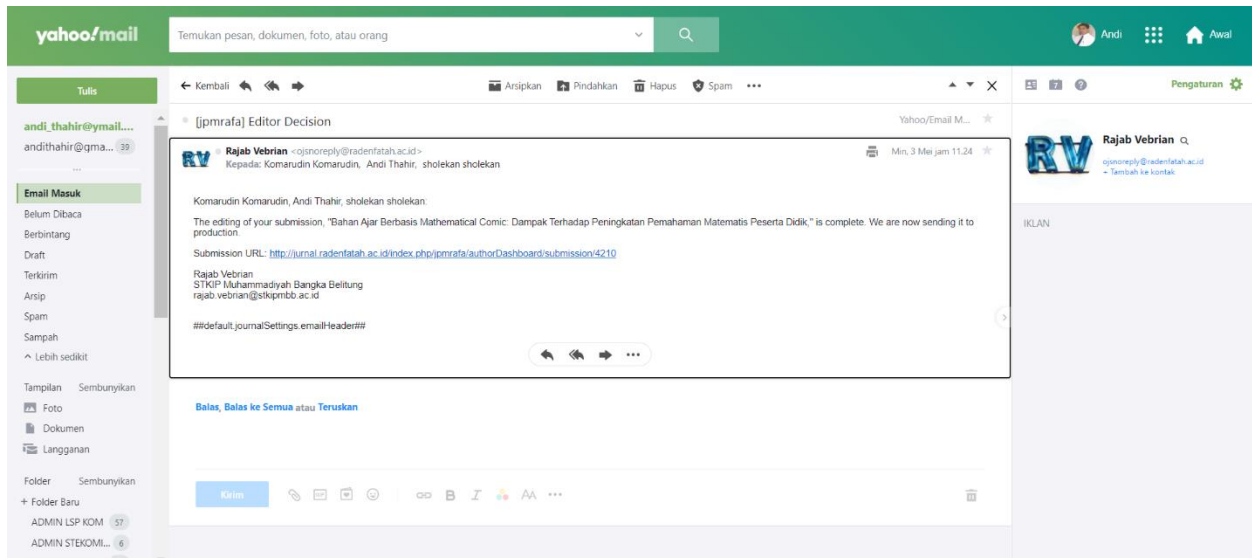 yahoo!mail
Temukan pesan, dokumen, foto, atau orang
Andi
Awal
Tulis
Kembali
Arsipkan
Pindahkan
Hapus
Spam
Pengaturan
andi_thahir@ymail....
andithahir@gma... 39
Email Masuk
Belum Dibaca
Berbintang
Draft
Terkirim
Arsip
Spam
Sampah
Lebih sedikit
Tampilan Sembunyikan
Foto
Dokumen
Langganan
Folder Sembunyikan
+ Folder Baru
ADMIN LSP KOM 57
ADMIN STEKOMI... 6
[jpmrafa] Editor Decision
Yahoo/Email M...
RV
Rajab Vebrian <ojsnoreply@radenfatah.ac.id>
Min, 3 Mei jam 11.24
Kepada: Komarudin Komarudin, Andi Thahir, sholekan sholekan
Komarudin Komarudin, Andi Thahir, sholekan sholekan:
The editing of your submission, "Bahan Ajar Berbasis Mathematical Comic: Dampak Terhadap Peningkatan Pemahaman Matematis Peserta Didik," is complete. We are now sending it to
production.
Submission URL: http://jurnal.radenfatah.ac.id/index.php/jpmrafa/authorDashboard/submission/4210
Rajab Vebrian
STKIP Muhammadiyah Bangka Belitung
rajab.vebrian@stkipmbb.ac.id
##default.journalSettings.emailHeader##
Balas, Balas ke Semua atau Teruskan
Kirim
GIF
B I AA
7
RV
Rajab Vebrian
ojsnoreply@radenfatah.ac.id
+ Tambah ke kontak
IKLAN